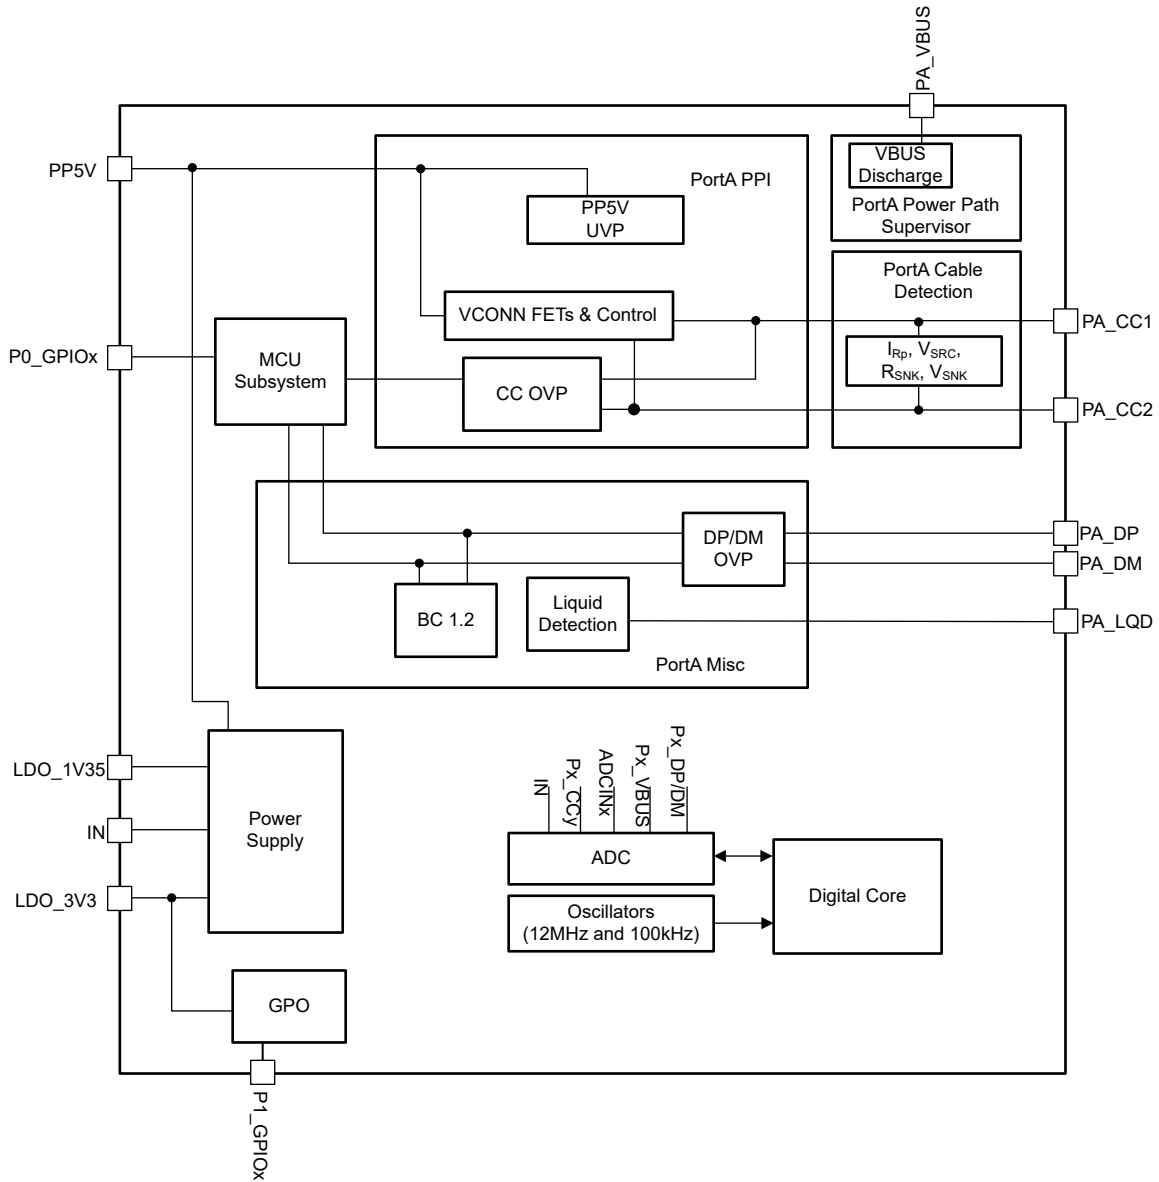 PA_VBUS
PP5V
PortA PPI
VBUS
Discharge
PP5V
UVP
PortA Power Path
Supervisor
PortA Cable
Detection
VCONN FETs & Control
PA_CC1
P0_GPIOx
MCU
Subsystem
IRp, VSRC,
RSNK, VSNK
CC OVP
PA_CC2
DP/DM
OVP
PA_DP
PA_DM
BC 1.2
Liquid
Detection
PA_LQD
PortA Misc
LDO_1V35
IN
LDO_3V3
Power
Supply
IN
Px_CCy
ADCINx
Px_VBUS
Px_DP/DM
ADC
Oscillators
(12MHz and 100kHz)
Digital Core
GPO
P1_GPIOx